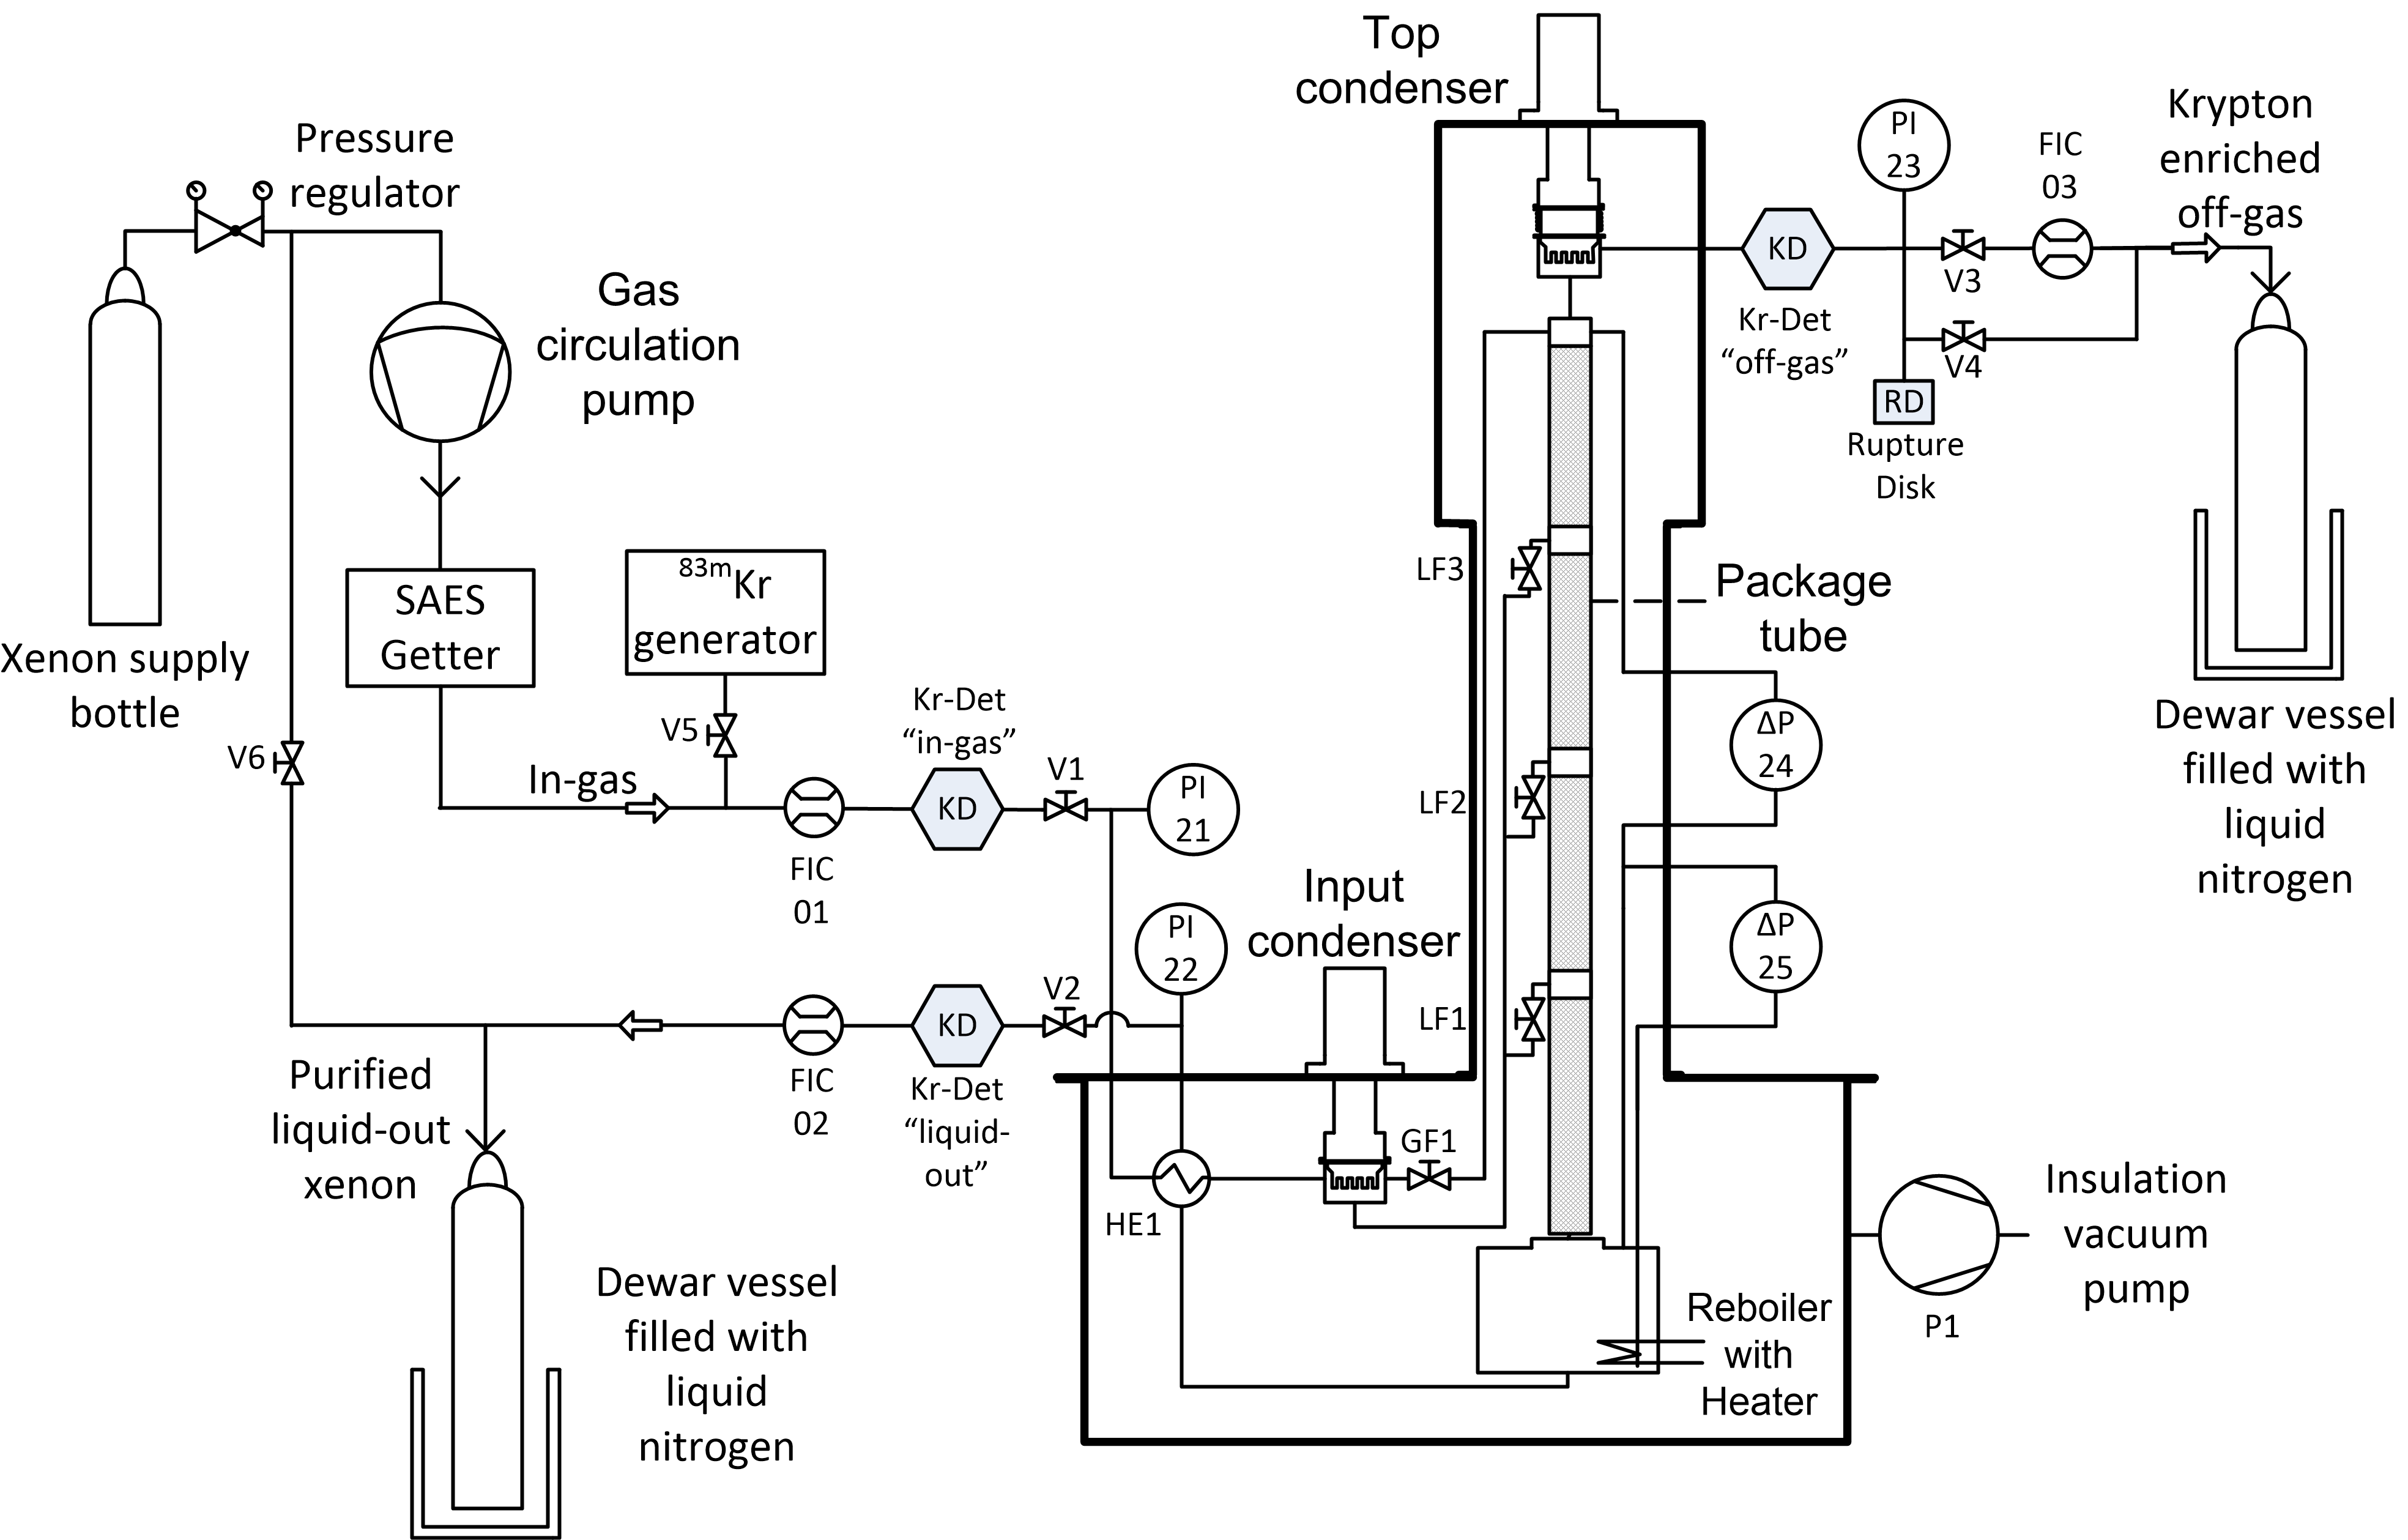 Top
condenser
Pressure
regulator
PI
23
FIC
03
Krypton
enriched
off-gas
KD
V3
Kr-Det
“off-gas”
V4
RD
Rupture
Disk
Gas
circulation
pump
Xenon supply
bottle
SAES
Getter
83mKr
generator
LF3
Package
tube
Dewar vessel
filled with
liquid
nitrogen
V6
V5
In-gas
Kr-Det
“in-gas”
KD
V1
PI
21
FIC
01
LF2
ΔP
24
Input
condenser
PI
22
ΔP
25
V2
KD
FIC
02
Kr-Det
“liquid-
out”
LF1
Purified
liquid-out
xenon
GF1
HE1
Insulation
vacuum
pump
P1
Reboiler
with
Heater
Dewar vessel
filled with
liquid
nitrogen